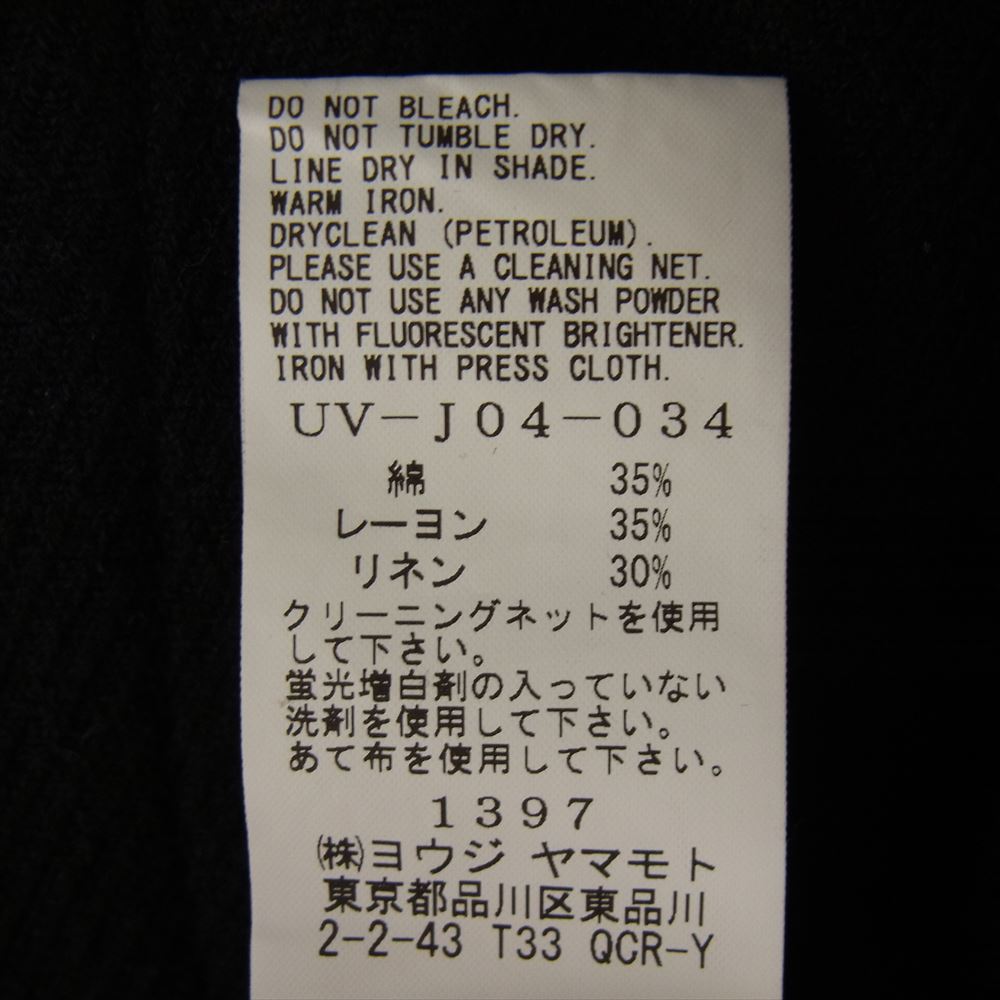 DO NOT BLEACH.
DO NOT TUMBLE DRY.
LINE DRY IN SHADE.
WARM IRON.
DRYCLEAN (PETROLEUM).
PLEASE USE A CLEANING NET.
DO NOT USE ANY WASH POWDER
WITH FLUORESCENT BRIGHTENER.
IRON WITH PRESS CLOTH.
UV-J04-034
綿 35%
レーヨン 35%
リネン 30%
クリーニングネットを使用
して下さい。
蛍光増白剤の入っていない
洗剤を使用して下さい。
あて布を使用して下さい。
1397
㈱ヨウジ ヤマモト
東京都品川区東品川
2-2-43 T33 QCR-Y